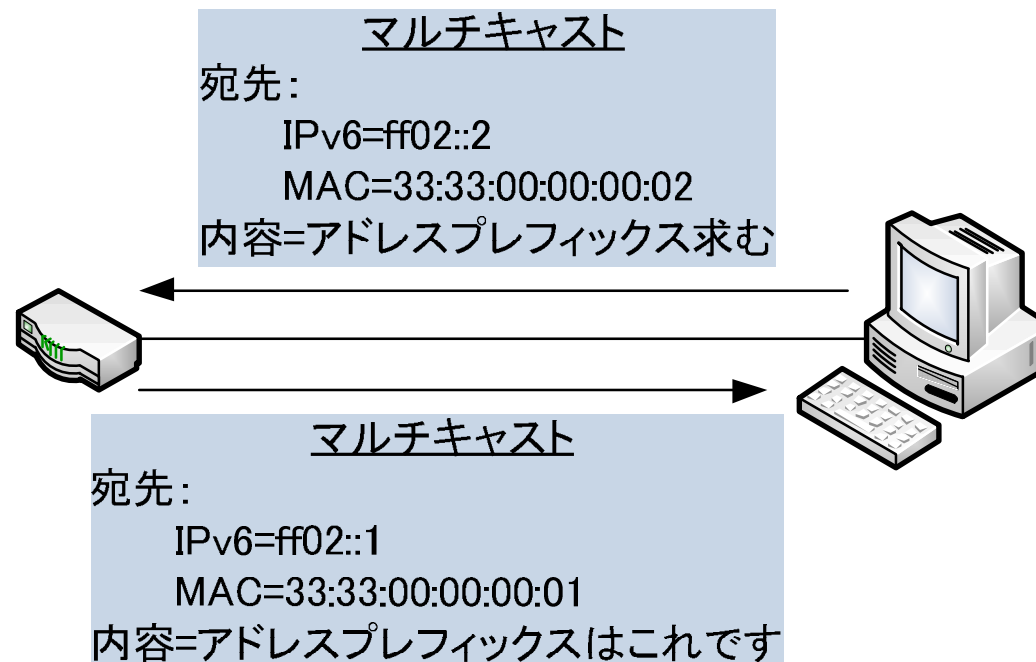 マルチキャスト
宛先：
IPv6=ff02::2
MAC=33:33:00:00:00:02
内容=アドレスプレフィックス求む
マルチキャスト
宛先：
IPv6=ff02::1
MAC=33:33:00:00:00:01
内容=アドレスプレフィックスはこれです